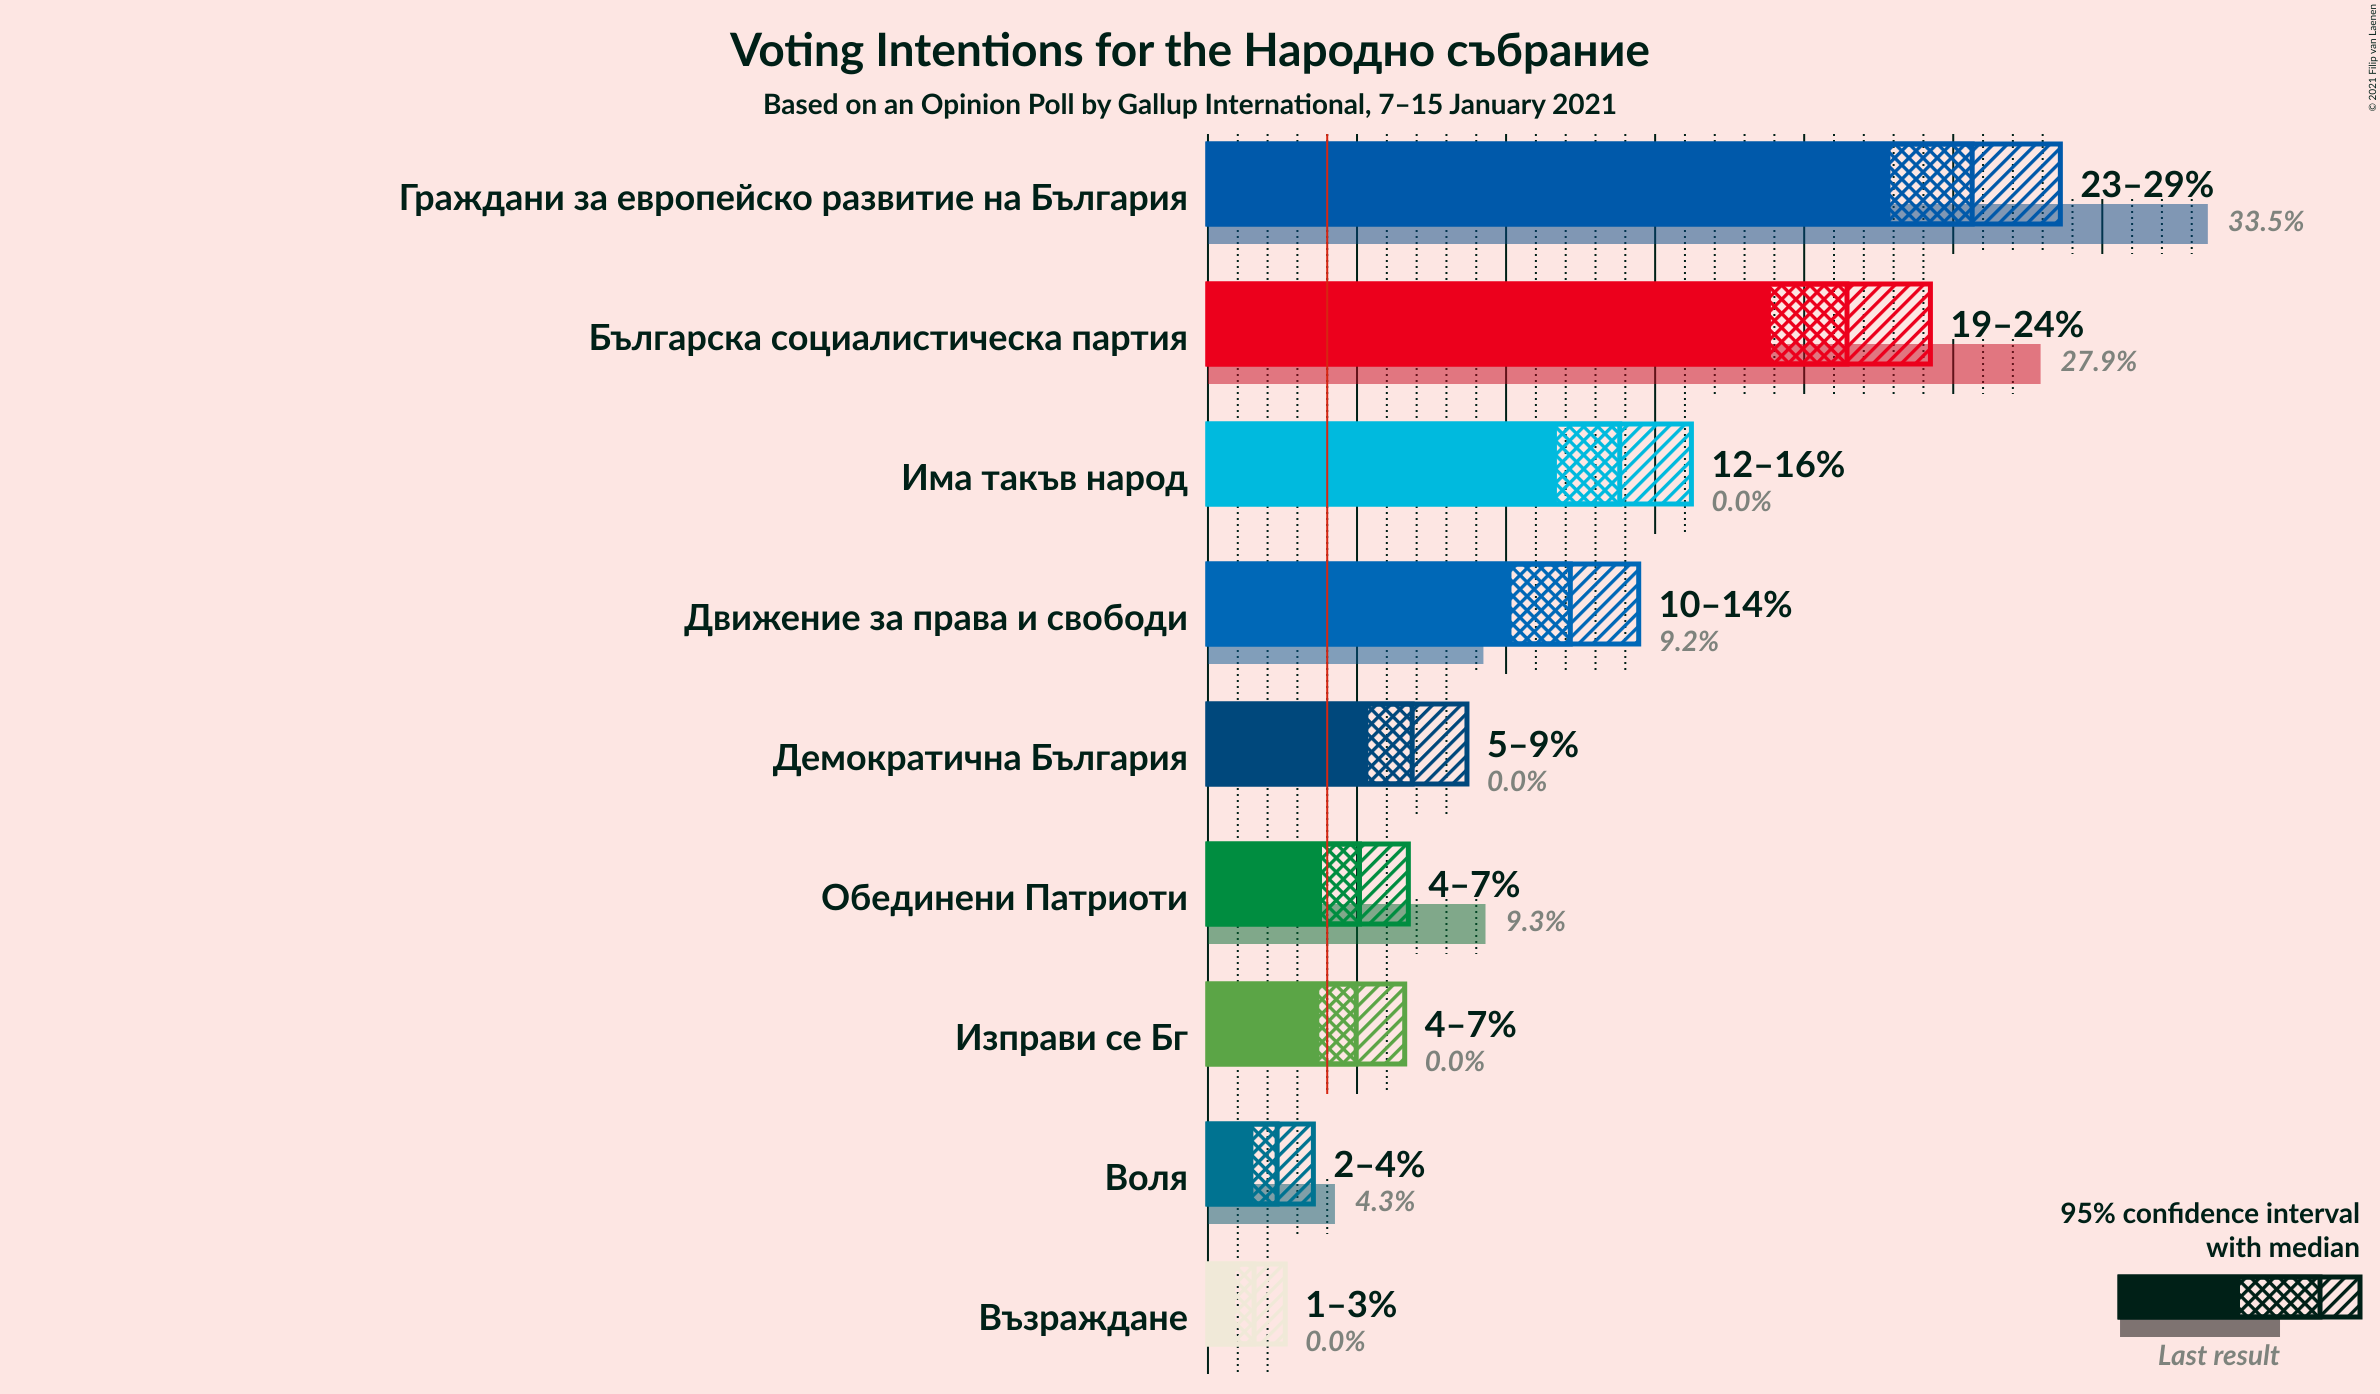 Voting Intentions for the Народно събрание
Based on an Opinion Poll by Gallup International, 7–15 January 2021
© 2021 Filip van Laenen
Граждани за европейско развитие на България
23–29%
33.5%
Българска социалистическа партия
19–24%
27.9%
Има такъв народ
12–16%
0.0%
Движение за права и свободи
10–14%
9.2%
Демократична България
5–9%
0.0%
Обединени Патриоти
4–7%
9.3%
Изправи се Бг
4–7%
0.0%
Воля
2–4%
4.3%
Възраждане
1–3%
0.0%
95% confidence interval
with median
Last result